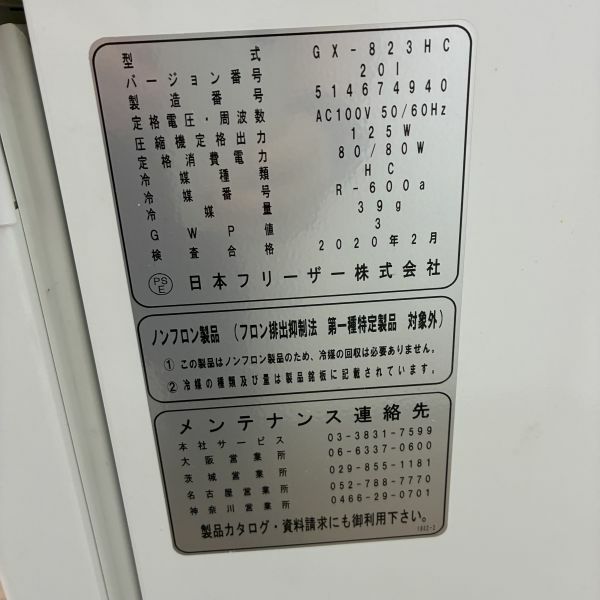 型式 GX-823HC
バージョン番号 20I
製造番号 514674940
定格電圧・周波数 AC100V 50/60Hz
圧縮機定格出力 125W
定格消費電力 80/80W
冷媒種類 HC
冷媒番号 R-600a
冷媒量 39g
GWP値 3
検査合格 2020年2月
PSE 日本フリーザー株式会社
ノンフロン製品 (フロン排出抑制法 第一種特定製品 対象外)
① この製品はノンフロン製品のため、冷媒の回収は必要ありません。
② 冷媒の種類及び量は製品銘板に記載されています。
メンテナンス連絡先
本社サービス 03-3831-7599
大阪営業所 06-6337-0600
茨城営業所 029-855-1181
名古屋営業所 052-788-7770
神奈川営業所 0466-29-0701
製品カタログ・資料請求にも御利用下さい。